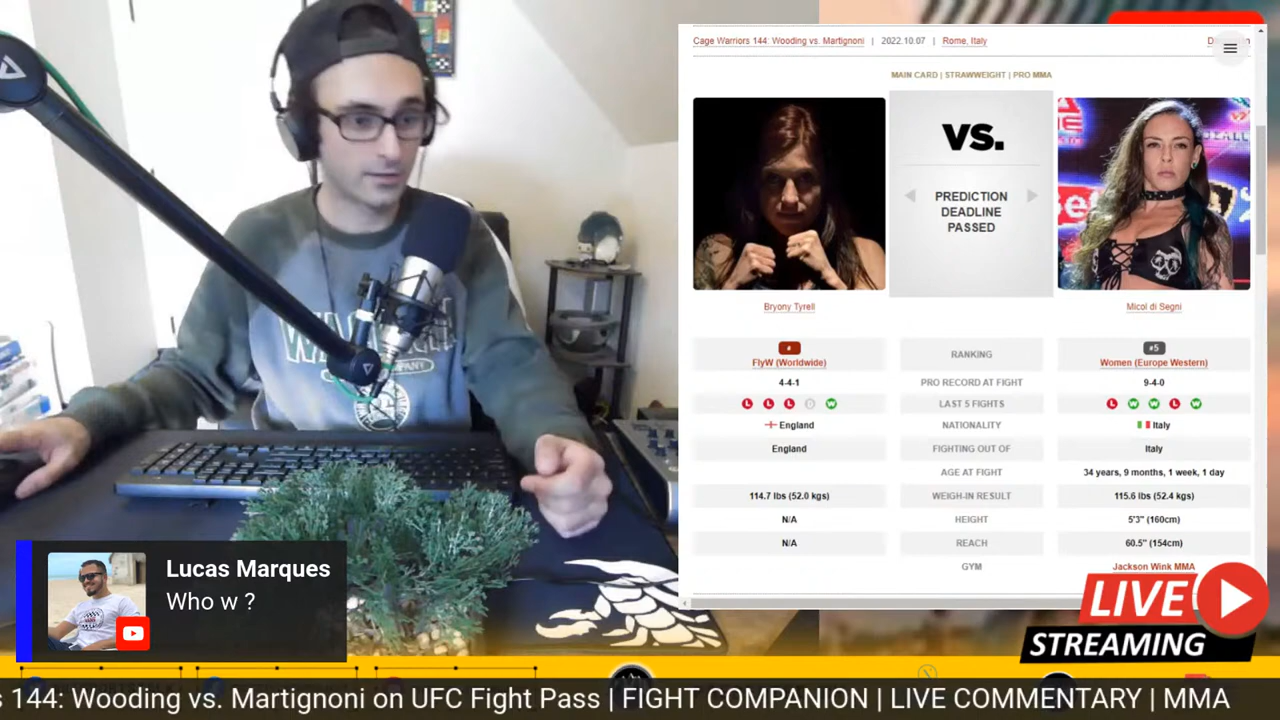 Cage Warriors 144: Wooding vs. Martignoni | 2022.10.07 | Rome, Italy
MAIN CARD | STRAWWEIGHT | PRO MMA
VS.
PREDICTION
DEADLINE
PASSED
Bryony Tyrell
Micol di Segni
# #5
FlyW (Worldwide) RANKING Women (Europe Western)
4-4-1 PRO RECORD AT FIGHT 9-4-0
L L L D W LAST 5 FIGHTS L W W L W
England NATIONALITY Italy
England FIGHTING OUT OF Italy
AGE AT FIGHT 34 years, 9 months, 1 week, 1 day
114.7 lbs (52.0 kgs) WEIGH-IN RESULT 115.6 lbs (52.4 kgs)
N/A HEIGHT 5'3" (160cm)
N/A REACH 60.5" (154cm)
GYM Jackson Wink MMA
Lucas Marques
Who w ?
LIVE
STREAMING
s 144: Wooding vs. Martignoni on UFC Fight Pass | FIGHT COMPANION | LIVE COMMENTARY | MMA